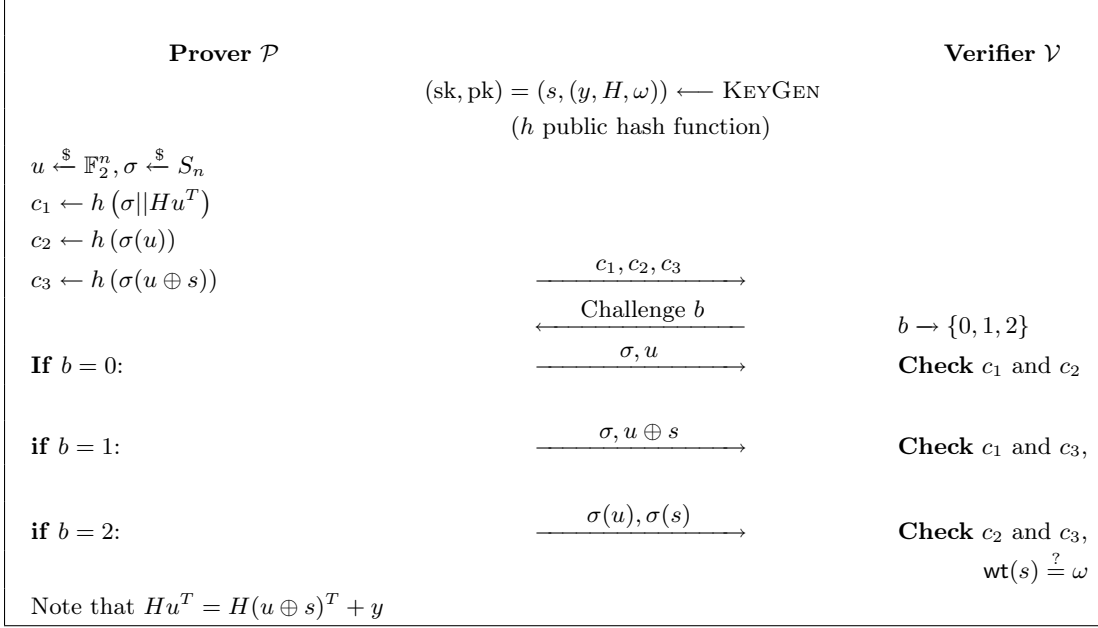 Prover 𝒫 Verifier 𝒱
(sk, pk) = (s, (y, H, ω)) ⟵ KEYGEN
(h public hash function)
u ←$ 𝔽₂ⁿ, σ ←$ Sₙ
c₁ ← h (σ||Huᵀ)
c₂ ← h (σ(u))
c₃ ← h (σ(u ⊕ s)) c₁, c₂, c₃
Challenge b b → {0, 1, 2}
If b = 0: σ, u Check c₁ and c₂
if b = 1: σ, u ⊕ s Check c₁ and c₃,
if b = 2: σ(u), σ(s) Check c₂ and c₃,
wt(s) ≟ ω
Note that Huᵀ = H(u ⊕ s)ᵀ + y